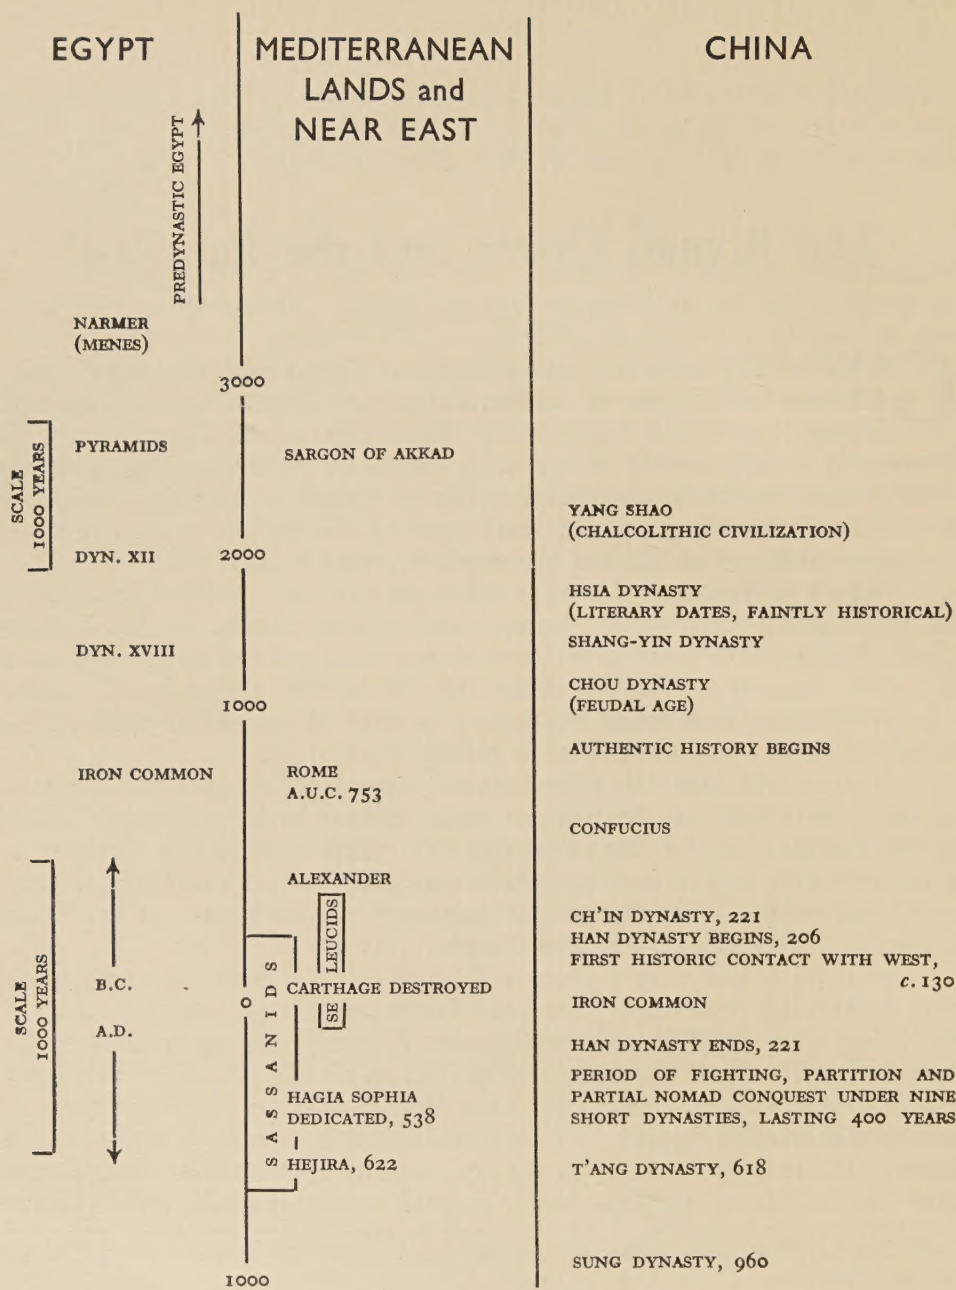 EGYPT
MEDITERRANEAN
LANDS and
NEAR EAST
CHINA
PREDYNASTIC EGYPT
NARMER
(MENES)
3000
SCALE
1000 YEARS
PYRAMIDS
SARGON OF AKKAD
YANG SHAO
(CHALCOLITHIC CIVILIZATION)
DYN. XII
2000
HSIA DYNASTY
(LITERARY DATES, FAINTLY HISTORICAL)
DYN. XVIII
SHANG-YIN DYNASTY
CHOU DYNASTY
(FEUDAL AGE)
1000
AUTHENTIC HISTORY BEGINS
IRON COMMON
ROME
A.U.C. 753
CONFUCIUS
ALEXANDER
SELEUCIDS
CH'IN DYNASTY, 221
HAN DYNASTY BEGINS, 206
FIRST HISTORIC CONTACT WITH WEST,
c. 130
SCALE
1000 YEARS
B.C.
0
CARTHAGE DESTROYED
IRON COMMON
A.D.
SASSANIDS
HAN DYNASTY ENDS, 221
PERIOD OF FIGHTING, PARTITION AND
PARTIAL NOMAD CONQUEST UNDER NINE
SHORT DYNASTIES, LASTING 400 YEARS
HAGIA SOPHIA
DEDICATED, 538
HEJIRA, 622
T'ANG DYNASTY, 618
SUNG DYNASTY, 960
1000